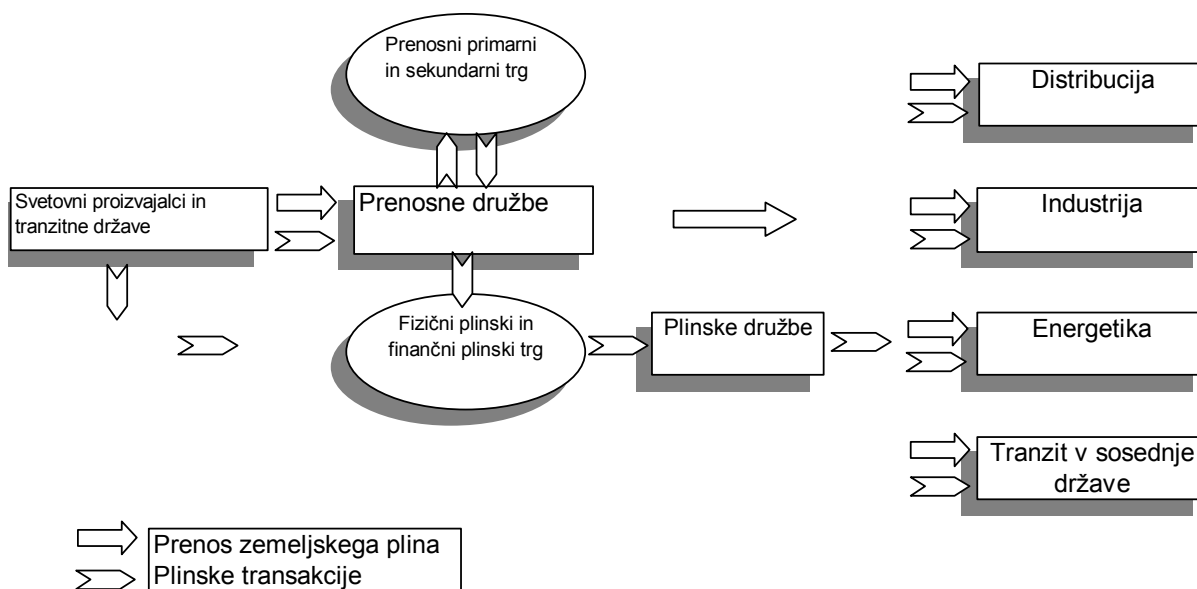 Prenosni primarni
in sekundarni trg
Distribucija
Svetovni proizvajalci in
tranzitne države
Prenosne družbe
Industrija
Fizični plinski in
finančni plinski trg
Plinske družbe
Energetika
Tranzit v sosednje
države
Prenos zemeljskega plina
Plinske transakcije